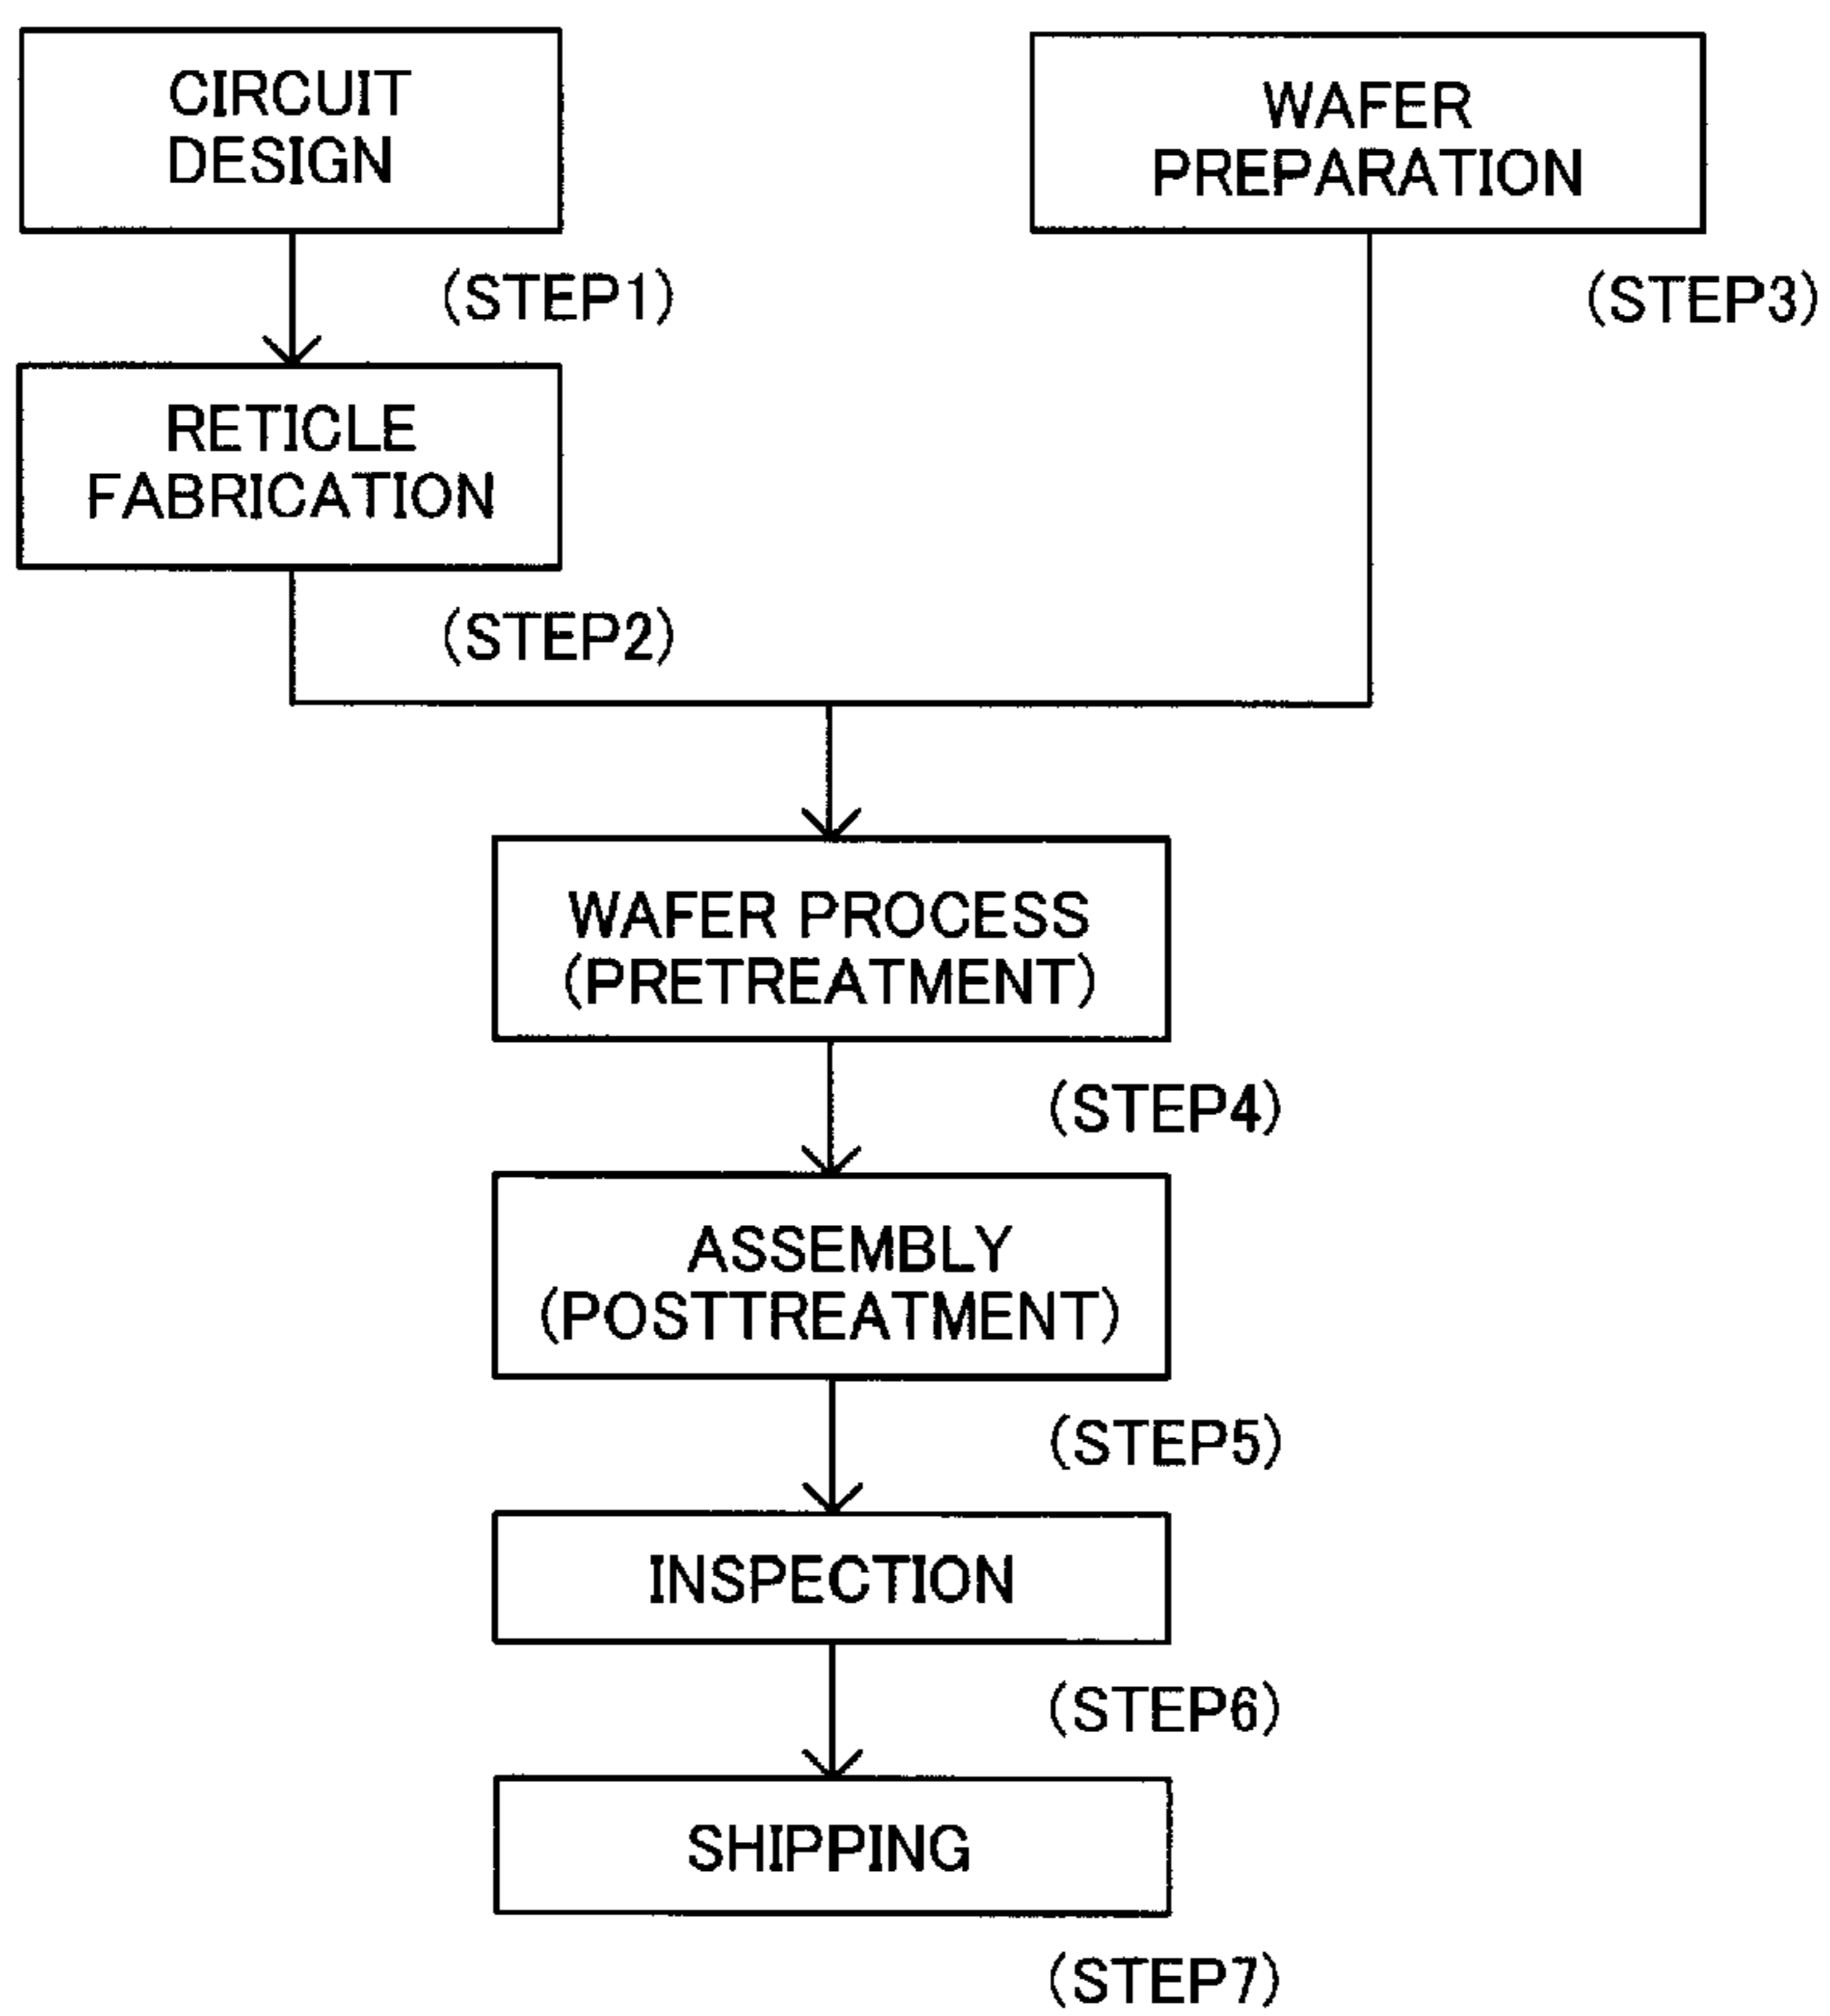 CIRCUIT
DESIGN
(STEP1)
RETICLE
FABRICATION
(STEP2)
WAFER
PREPARATION
(STEP3)
WAFER PROCESS
(PRETREATMENT)
(STEP4)
ASSEMBLY
(POSTTREATMENT)
(STEP5)
INSPECTION
(STEP6)
SHIPPING
(STEP7)